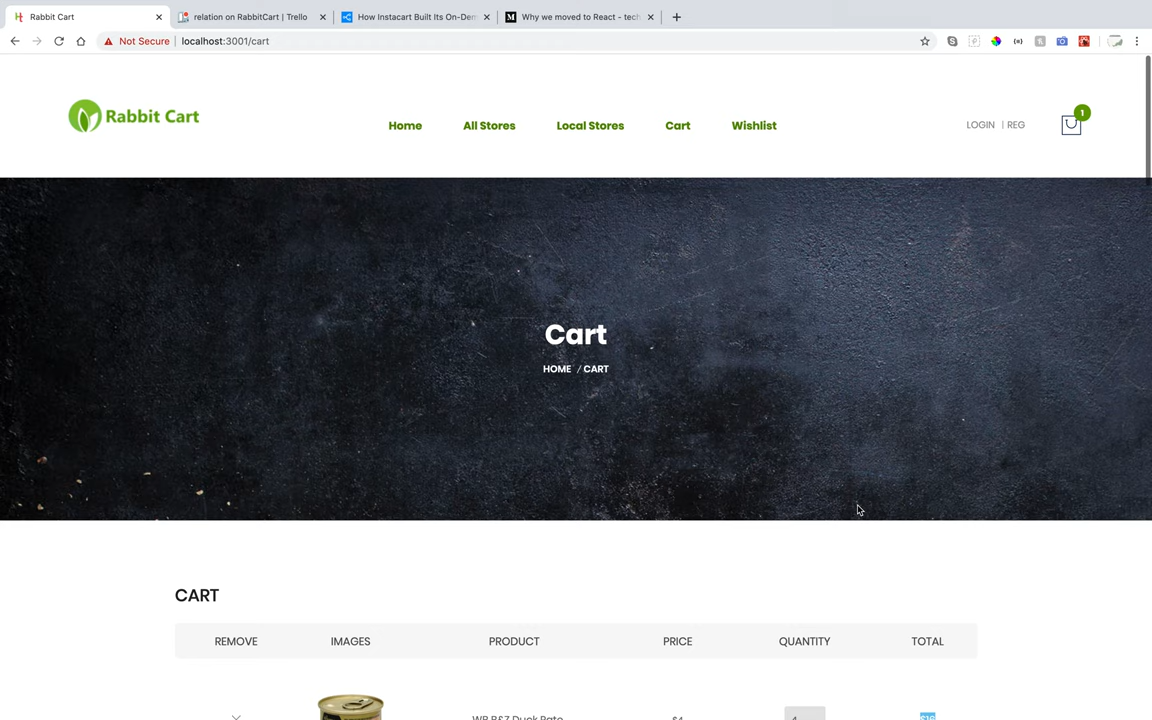 Rabbit Cart
relation on RabbitCart | Trello
How Instacart Built Its On-Dem
Why we moved to React - tech
Not Secure | localhost:3001/cart
Rabbit Cart
Home All Stores Local Stores Cart Wishlist
LOGIN | REG
1
Cart
HOME / CART
CART
REMOVE IMAGES PRODUCT PRICE QUANTITY TOTAL